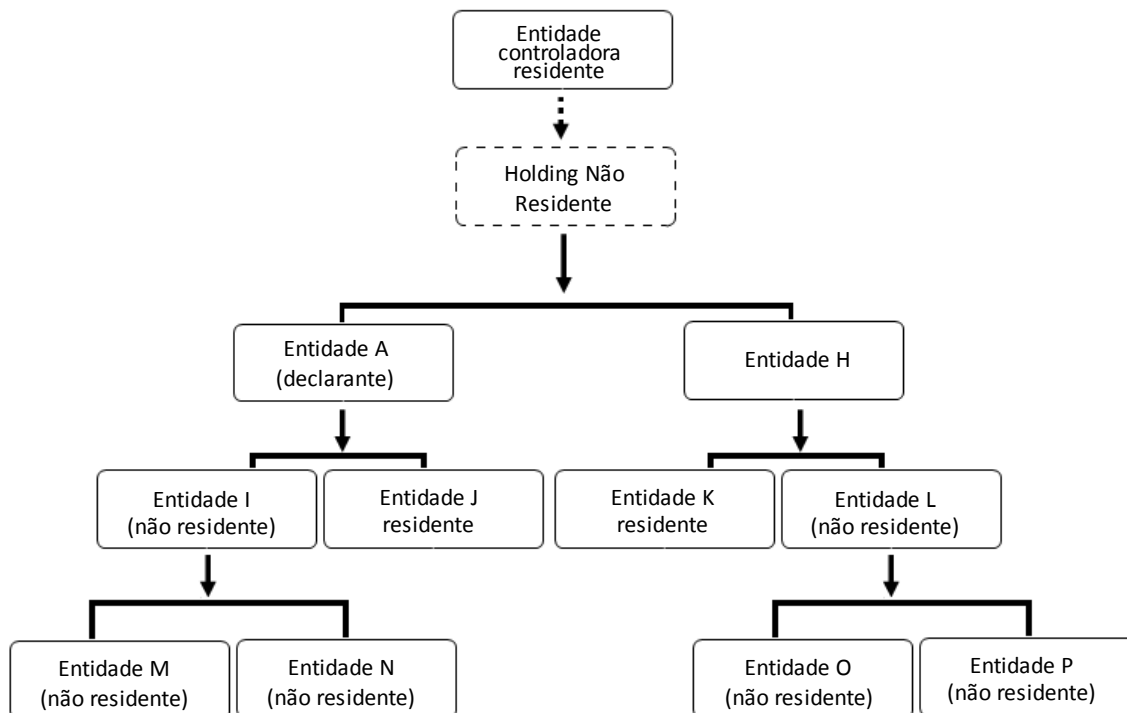 Entidade
controladora
residente
Holding Não
Residente
Entidade A
(declarante)
Entidade H
Entidade I
(não residente)
Entidade J
residente
Entidade K
residente
Entidade L
(não residente)
Entidade M
(não residente)
Entidade N
(não residente)
Entidade O
(não residente)
Entidade P
(não residente)